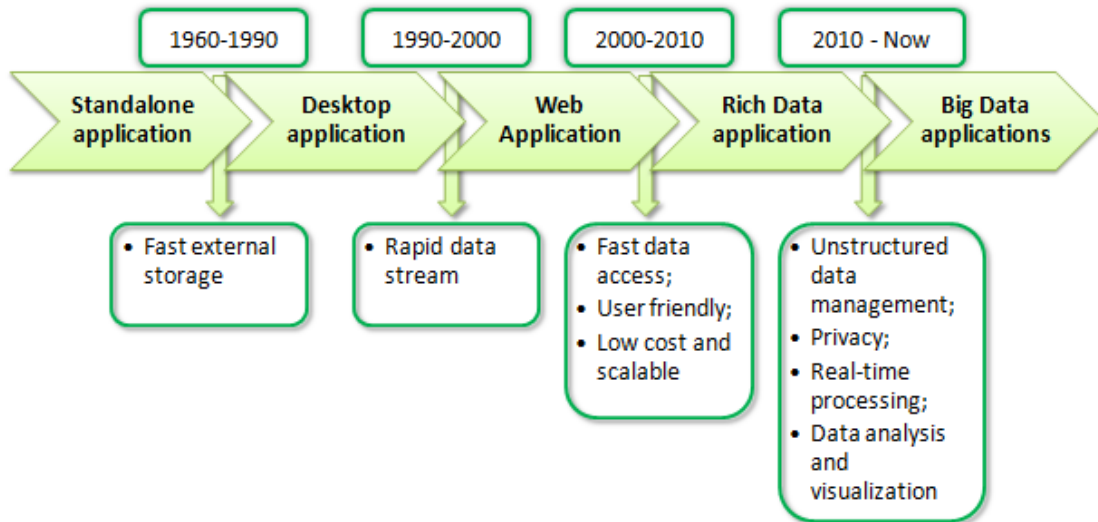 1960-1990
1990-2000
2000-2010
2010 - Now
Standalone
application
Desktop
application
Web
Application
Rich Data
application
Big Data
applications
• Fast external
storage
• Rapid data
stream
• Fast data
access;
• User friendly;
• Low cost and
scalable
• Unstructured
data
management;
• Privacy;
• Real-time
processing;
• Data analysis
and
visualization